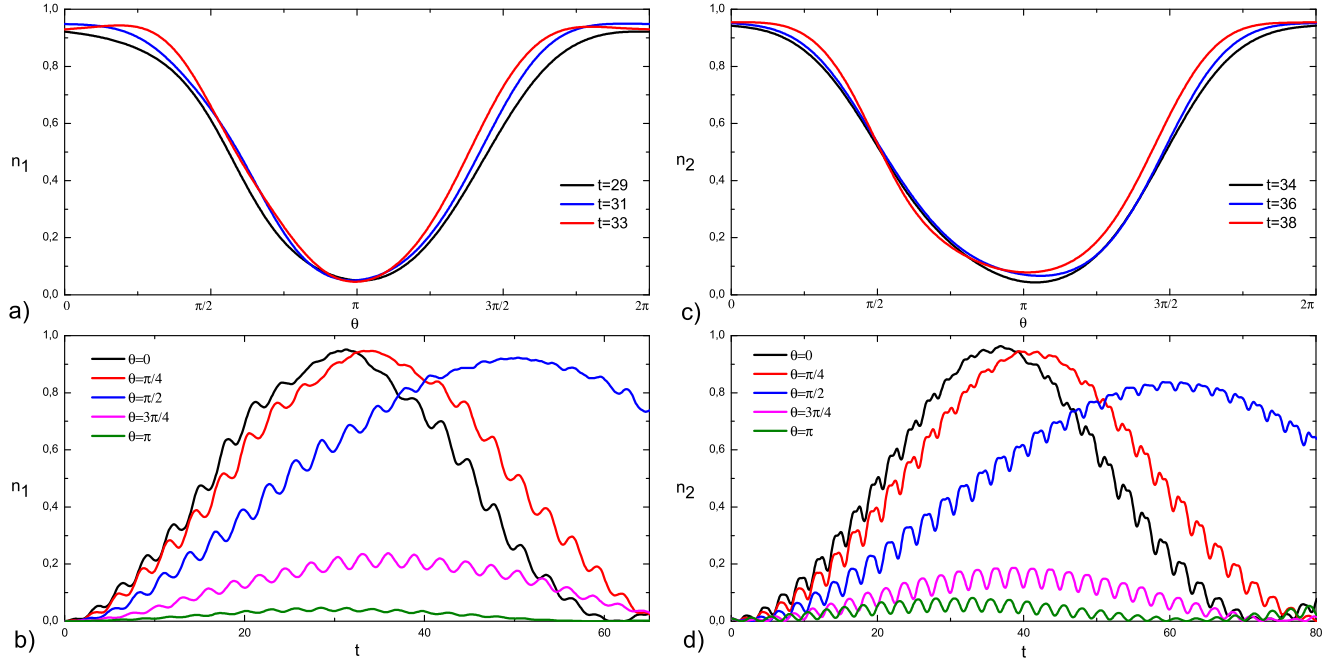 1,0
0,8
0,6
n1
0,4
0,2
0,0
t=29
t=31
t=33
0 π/2 π 3π/2 2π
θ
a)
1,0
0,8
0,6
n2
0,4
0,2
0,0
t=34
t=36
t=38
0 π/2 π 3π/2 2π
θ
c)
1,0
0,8
0,6
n1
0,4
0,2
0,0
θ=0
θ=π/4
θ=π/2
θ=3π/4
θ=π
0 20 40 60
t
b)
1,0
0,8
0,6
n2
0,4
0,2
0,0
θ=0
θ=π/4
θ=π/2
θ=3π/4
θ=π
0 20 40 60 80
t
d)